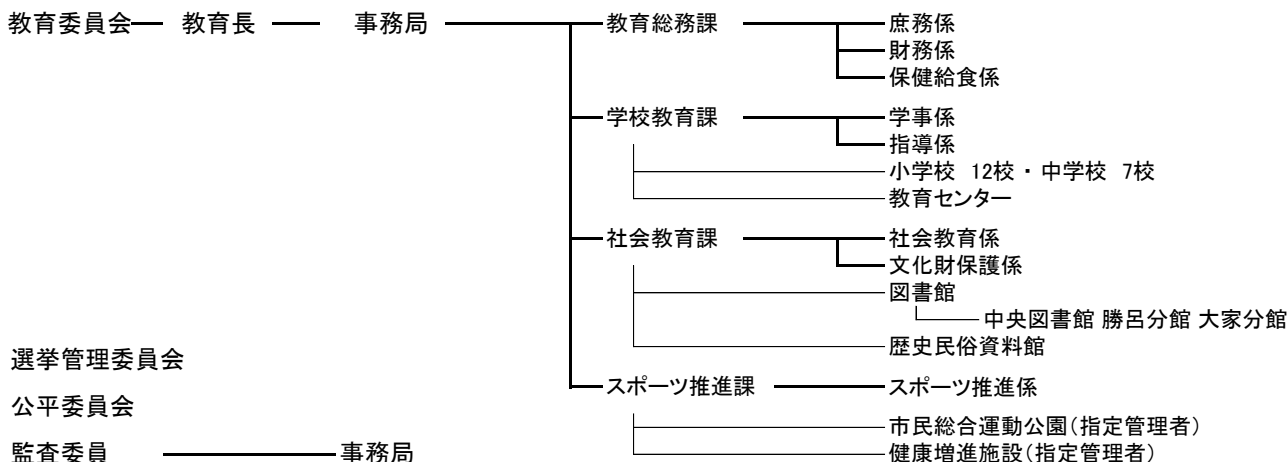 教育委員会 教育長 事務局 教育総務課 庶務係
財務係
保健給食係
学校教育課 学事係
指導係
小学校 12校・中学校 7校
教育センター
社会教育課 社会教育係
文化財保護係
図書館
中央図書館 勝呂分館 大家分館
歴史民俗資料館
選挙管理委員会
スポーツ推進課 スポーツ推進係
公平委員会
市民総合運動公園(指定管理者)
監査委員 事務局 健康増進施設(指定管理者)